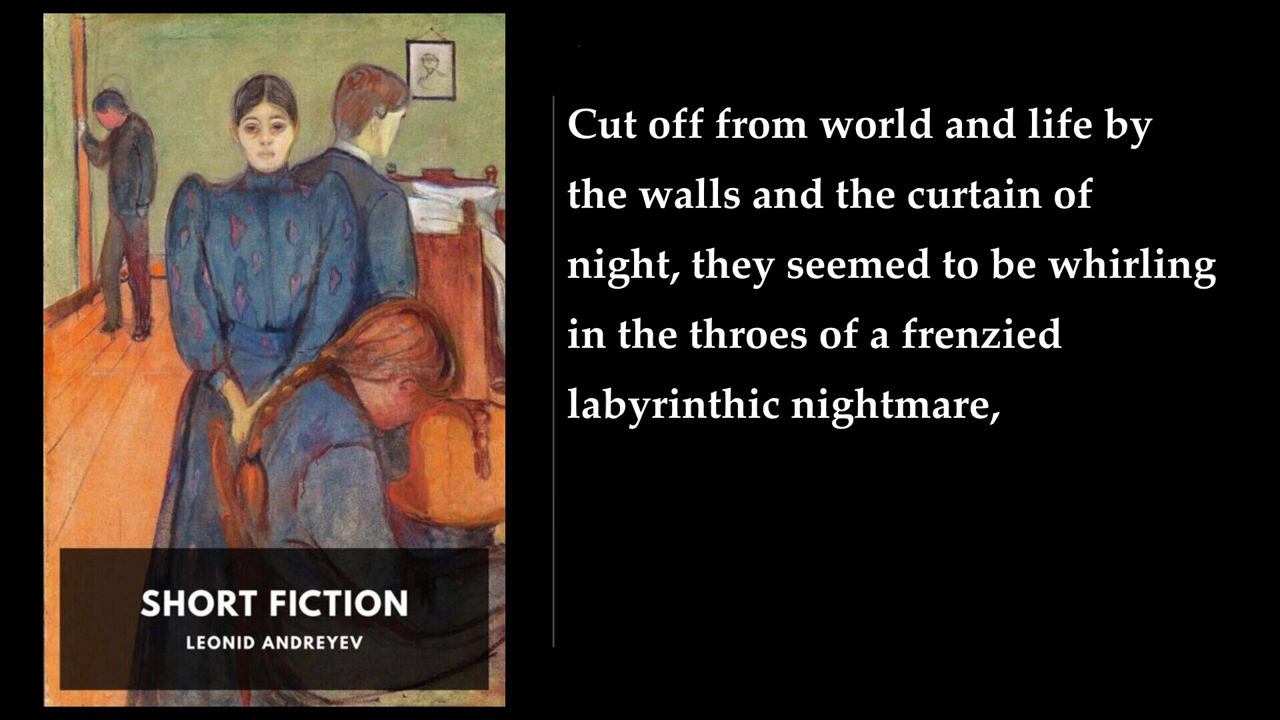 SHORT FICTION
LEONID ANDREYEV
Cut off from world and life by
the walls and the curtain of
night, they seemed to be whirling
in the throes of a frenzied
labyrinthic nightmare,